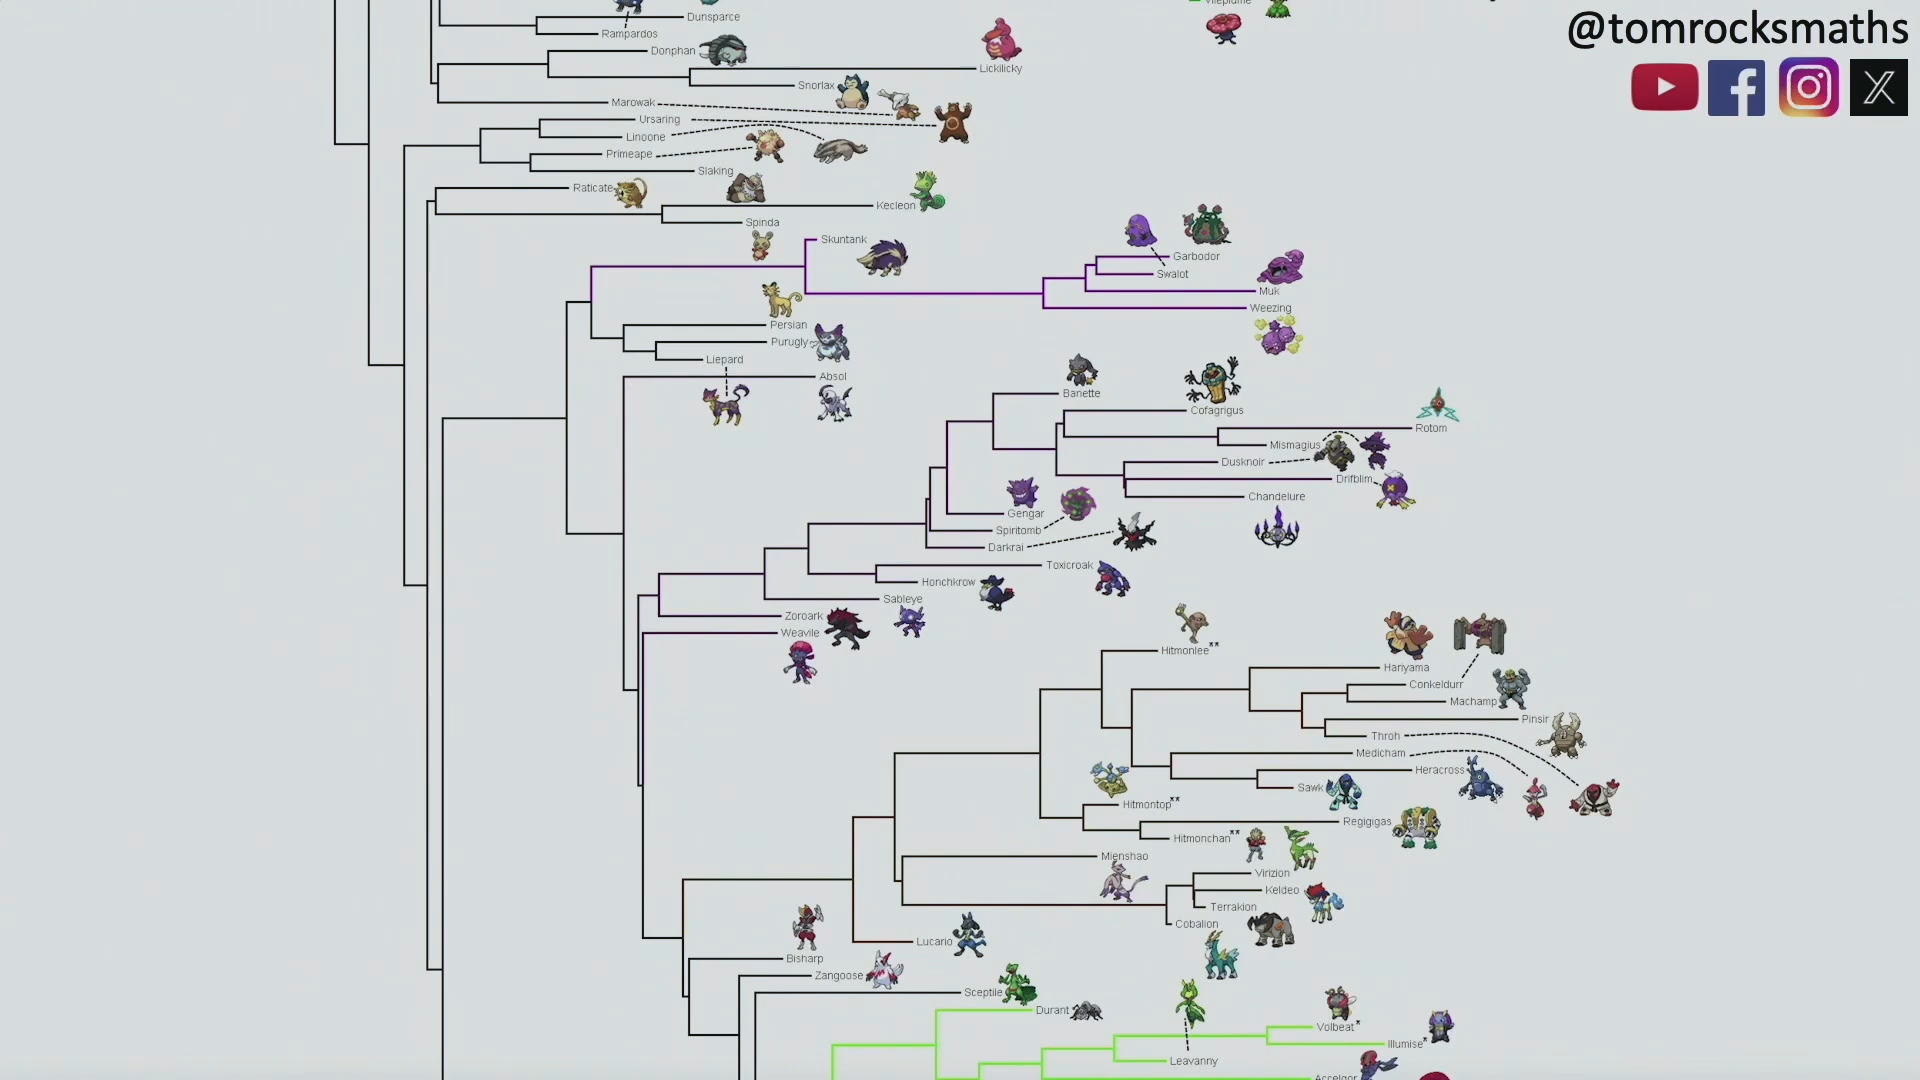 Vileplume
Dunsparce
@tomrocksmaths
Rampardos
Donphan
Lickilicky
Snorlax
Marowak
Ursaring
Linoone
Primeape
Slaking
Raticate
Kecleon
Spinda
Skuntank
Garbodor
Swalot
Muk
Weezing
Persian
Purugly
Liepard
Absol
Banette
Cofagrigus
Rotom
Mismagius
Dusknoir
Drifblim
Chandelure
Gengar
Spiritomb
Darkrai
Toxicroak
Honchkrow
Sableye
Zoroark
Weavile
Hitmonlee**
Hariyama
Conkeldurr
Machamp
Pinsir
Throh
Medicham
Heracross
Sawk
Hitmontop**
Regigigas
Hitmonchan**
Mienshao
Virizion
Keldeo
Terrakion
Cobalion
Lucario
Bisharp
Zangoose
Sceptile
Durant
Volbeat*
Illumise*
Leavanny
Accelgor